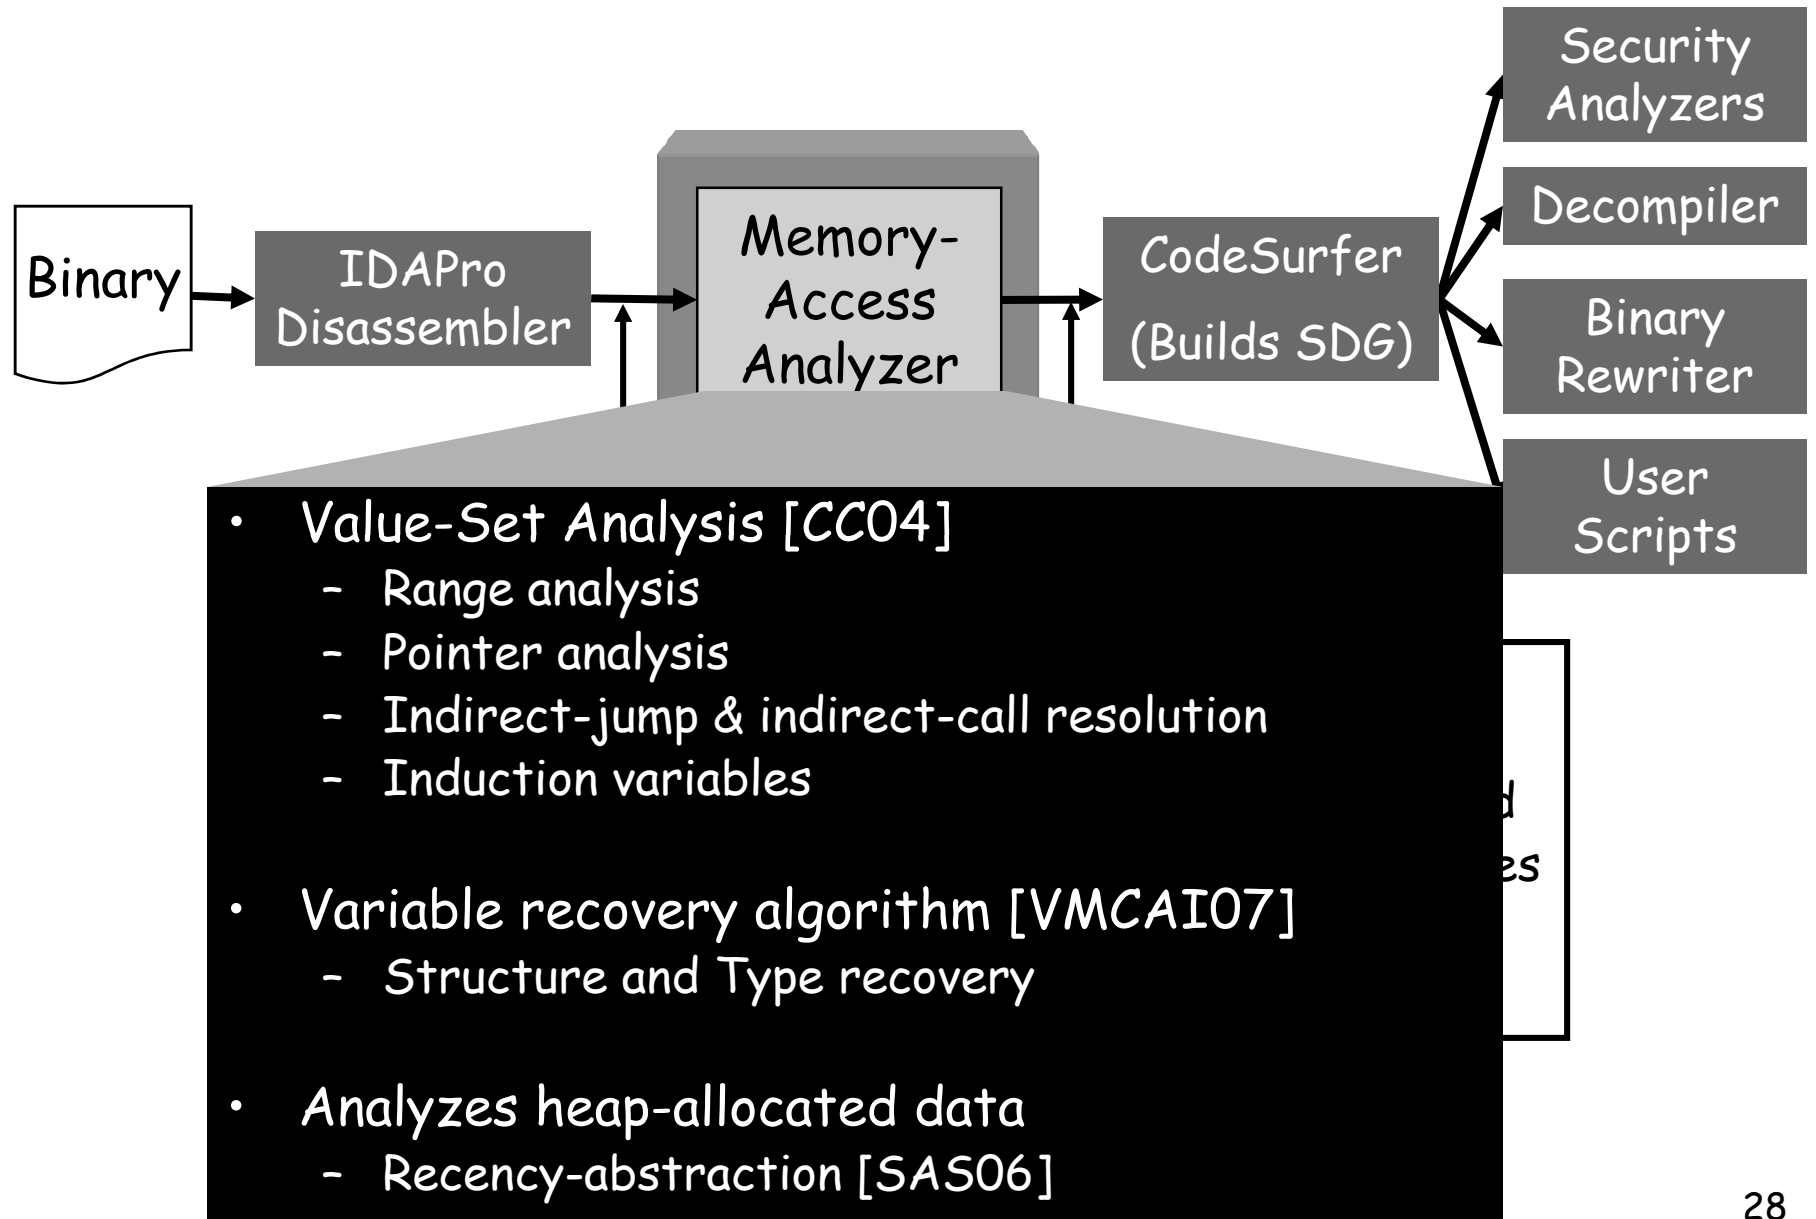 Binary
IDAPro
Disassembler
Memory-
Access
Analyzer
CodeSurfer
(Builds SDG)
Security
Analyzers
Decompiler
Binary
Rewriter
User
Scripts
• Value-Set Analysis [CC04]
– Range analysis
– Pointer analysis
– Indirect-jump & indirect-call resolution
– Induction variables
• Variable recovery algorithm [VMCAI07]
– Structure and Type recovery
• Analyzes heap-allocated data
– Recency-abstraction [SAS06]
28